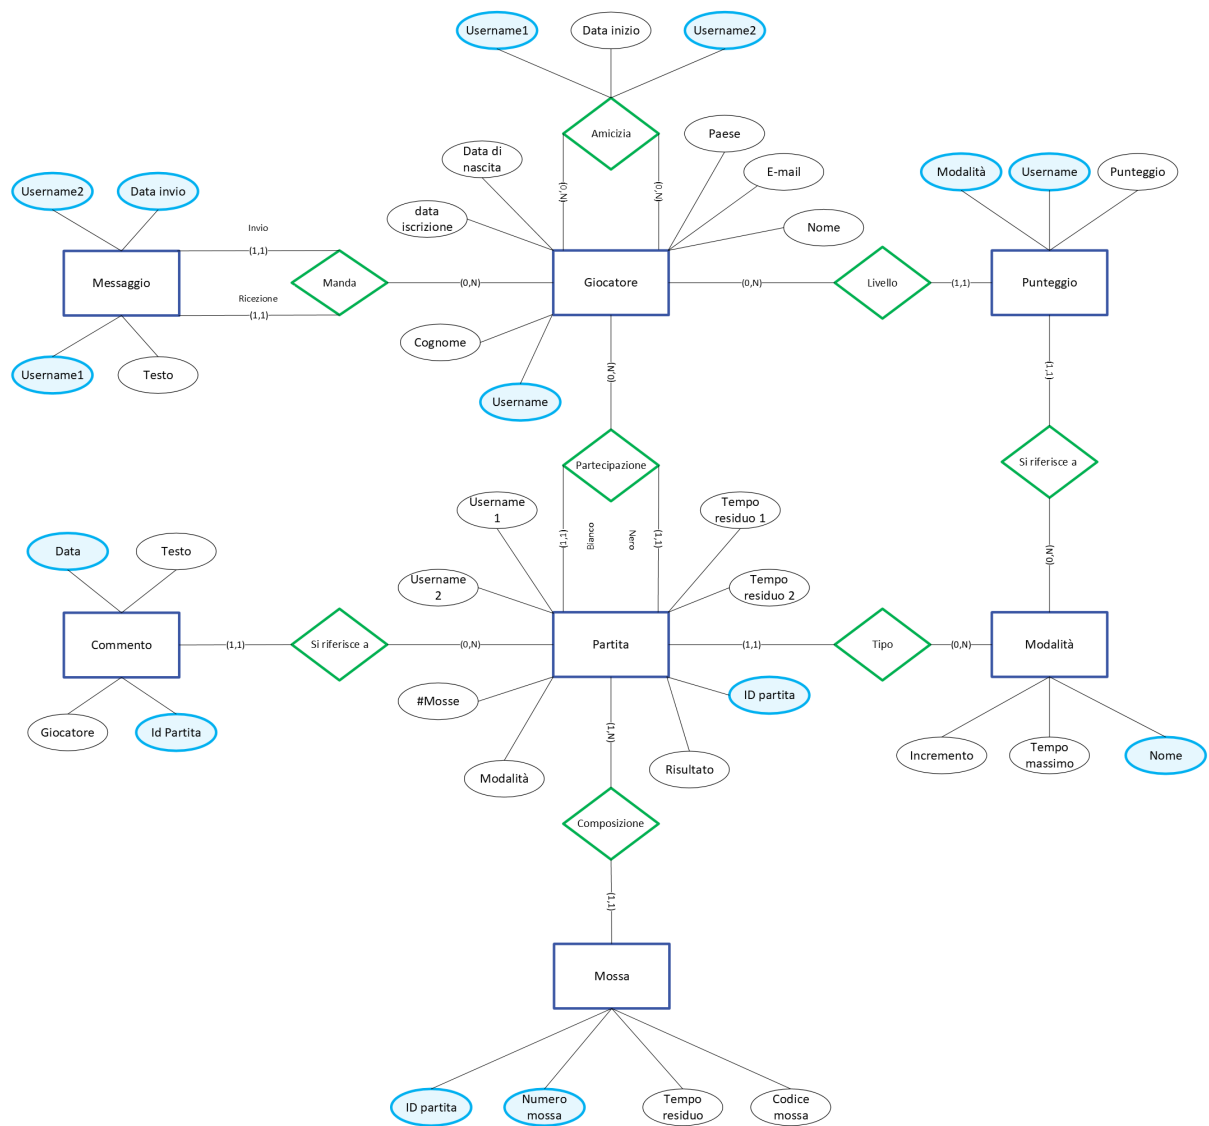 Username1
Data inizio
Username2
Amicizia
(0,N)
(0,N)
Paese
Data di
nascita
E-mail
data
iscrizione
Nome
Username2
Data invio
Modalità
Username
Punteggio
Invio
(1,1)
Messaggio
Manda
(0,N)
Giocatore
(0,N)
Livello
(1,1)
Punteggio
Ricezione
(1,1)
Cognome
Username1
Testo
Username
(0,N)
(1,1)
Partecipazione
Si riferisce a
Username
1
Tempo
residuo 1
(1,1)
Bianco
Nero
(1,1)
Data
Testo
(0,N)
Username
2
Tempo
residuo 2
Commento
(1,1)
Si riferisce a
(0,N)
Partita
(1,1)
Tipo
(0,N)
Modalità
#Mosse
ID partita
Giocatore
Id Partita
(1,N)
Modalità
Risultato
Incremento
Tempo
massimo
Nome
Composizione
(1,1)
Mossa
ID partita
Numero
mossa
Tempo
residuo
Codice
mossa